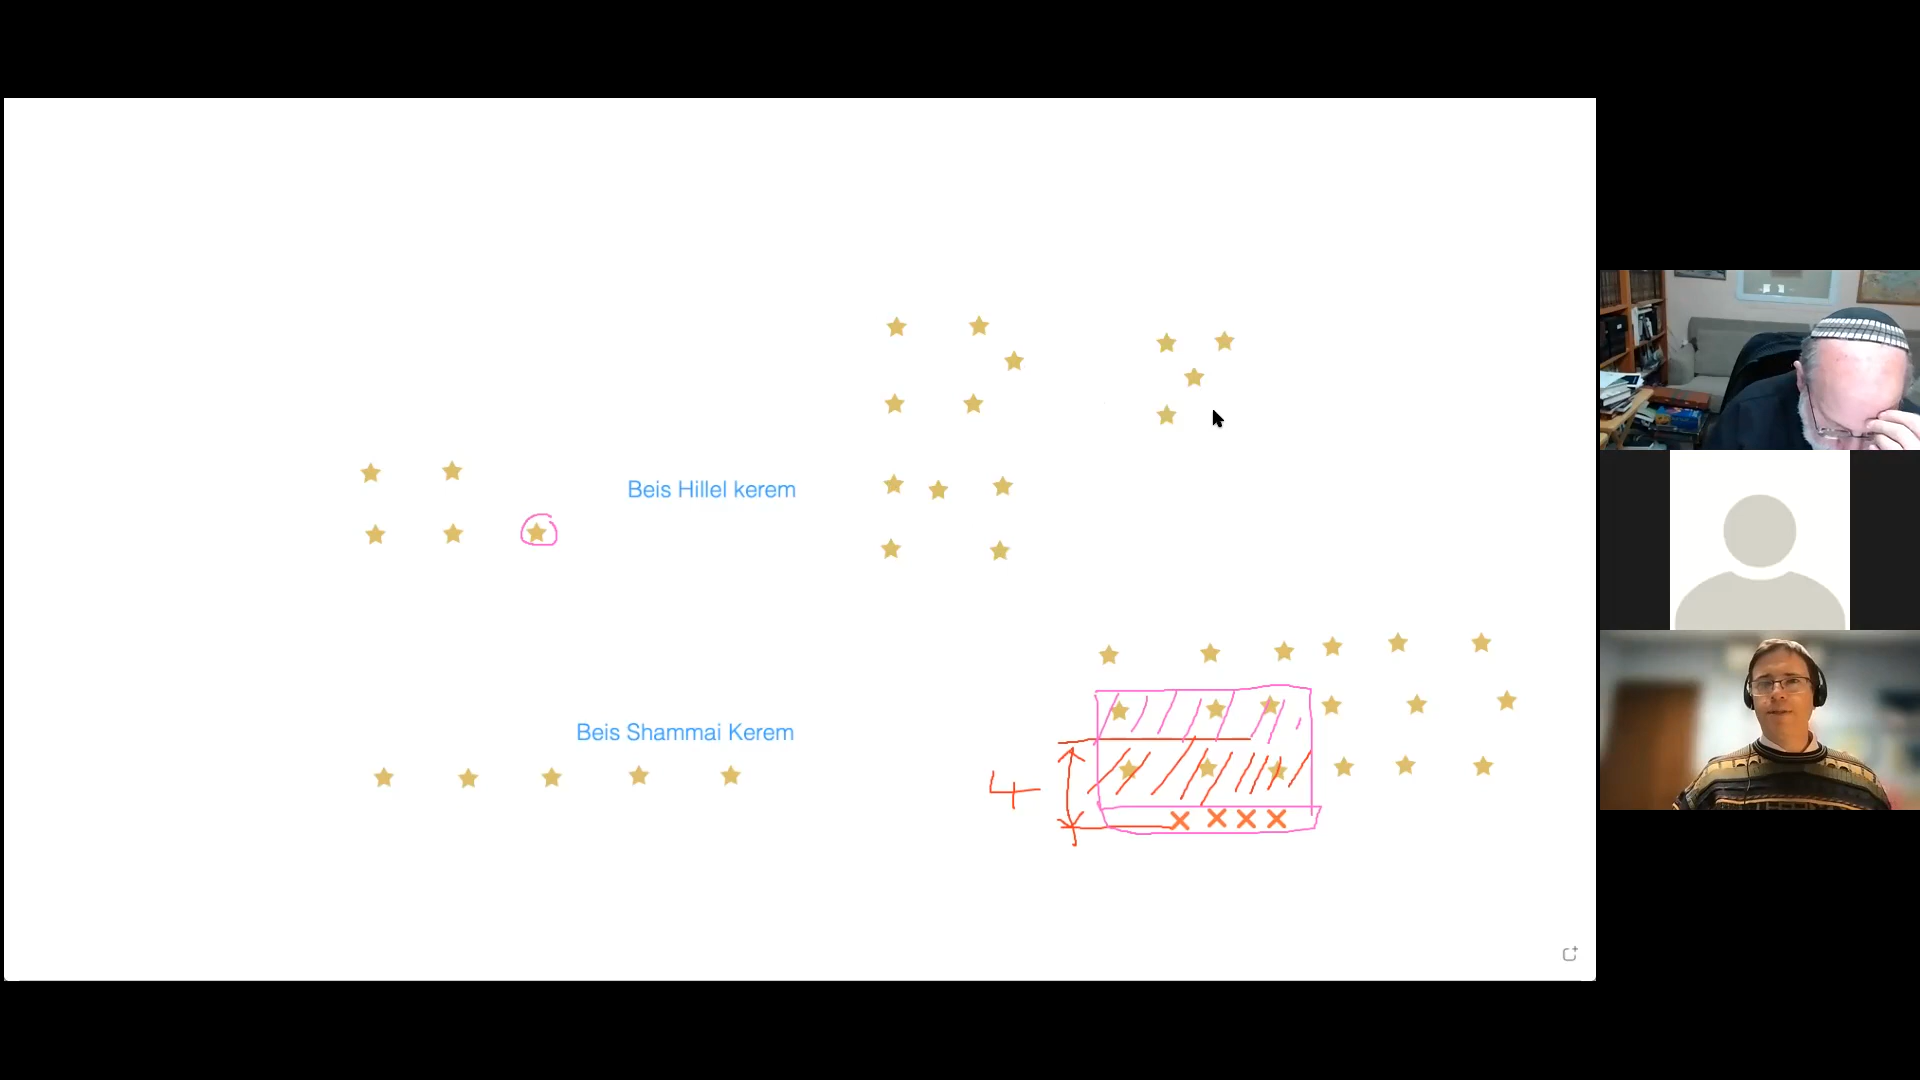 Beis Hillel kerem
Beis Shammai Kerem
4
× × × ×